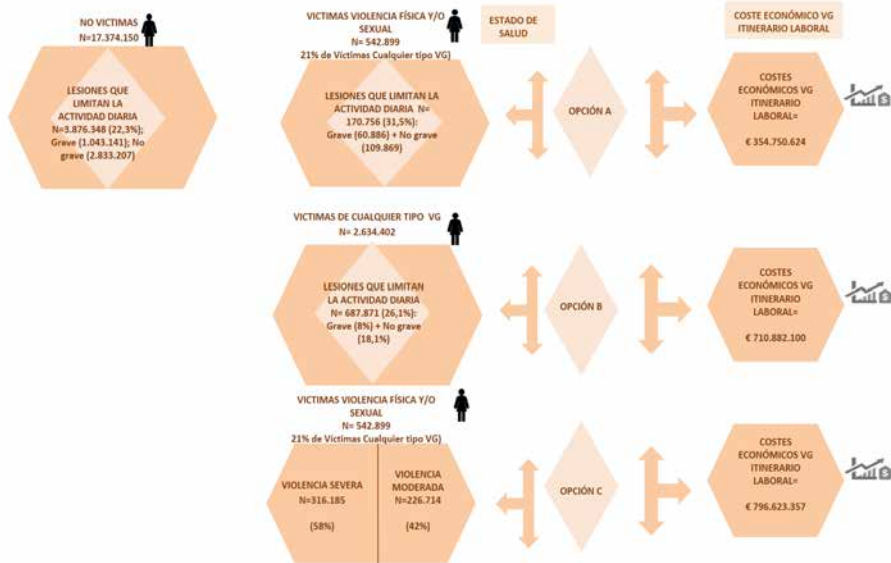 NO VICTIMAS
N=17.374.150
LESIONES QUE
LIMITAN LA
ACTIVIDAD DIARIA
N=3.876.348 (22,3%);
Grave (1.043.141); No
grave (2.833.207)
VICTIMAS VIOLENCIA FÍSICA Y/O
SEXUAL
N= 542.899
21% de Víctimas Cualquier tipo VG)
LESIONES QUE LIMITAN
LA ACTIVIDAD DIARIA N=
170.756 (31,5%):
Grave (60.886) + No grave
(109.869)
ESTADO DE
SALUD
OPCIÓN A
COSTE ECONÓMICO VG
ITINERARIO LABORAL
COSTES
ECONÓMICOS VG
ITINERARIO
LABORAL=
€ 354.750.624
VICTIMAS DE CUALQUIER TIPO VG
N= 2.634.402
LESIONES QUE LIMITAN
LA ACTIVIDAD DIARIA
N= 687.871 (26,1%):
Grave (8%) + No grave
(18,1%)
OPCIÓN B
COSTES
ECONÓMICOS VG
ITINERARIO
LABORAL=
€ 710.882.100
VICTIMAS VIOLENCIA FÍSICA Y/O
SEXUAL
N= 542.899
21% de Víctimas Cualquier tipo VG)
VIOLENCIA SEVERA
N=316.185
(58%)
VIOLENCIA
MODERADA
N=226.714
(42%)
OPCIÓN C
COSTES
ECONÓMICOS VG
ITINERARIO
LABORAL=
€ 796.623.357